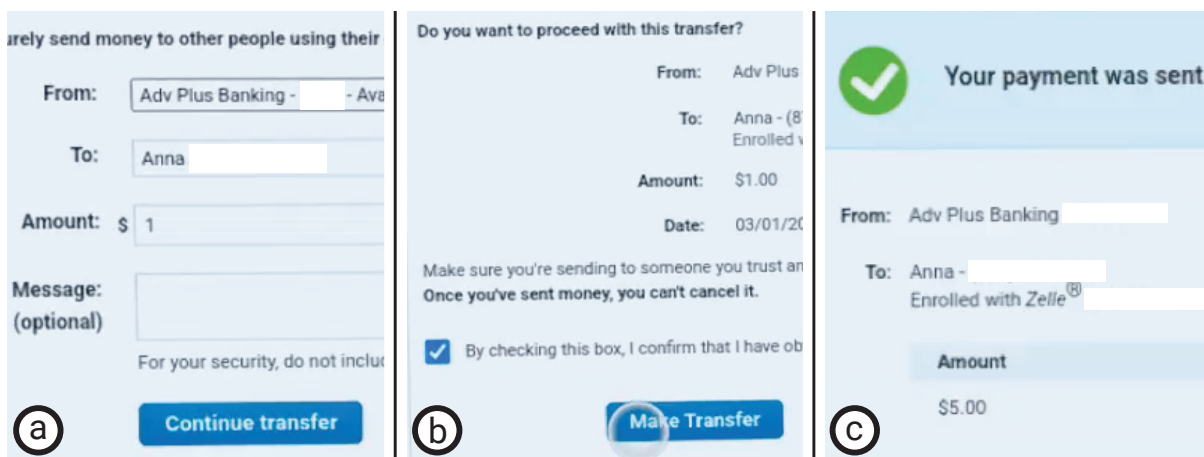 urely send money to other people using their
From: Adv Plus Banking - - Ava
To: Anna
Amount: $ 1
Message:
(optional)
For your security, do not inclu
Continue transfer
a
Do you want to proceed with this transfer?
From: Adv Plus
To: Anna - (8
Enrolled
Amount: $1.00
Date: 03/01/20
Make sure you're sending to someone you trust an
Once you've sent money, you can't cancel it.
By checking this box, I confirm that I have ob
Make Transfer
b
Your payment was sent
From: Adv Plus Banking
To: Anna -
Enrolled with Zelle®
Amount
$5.00
c